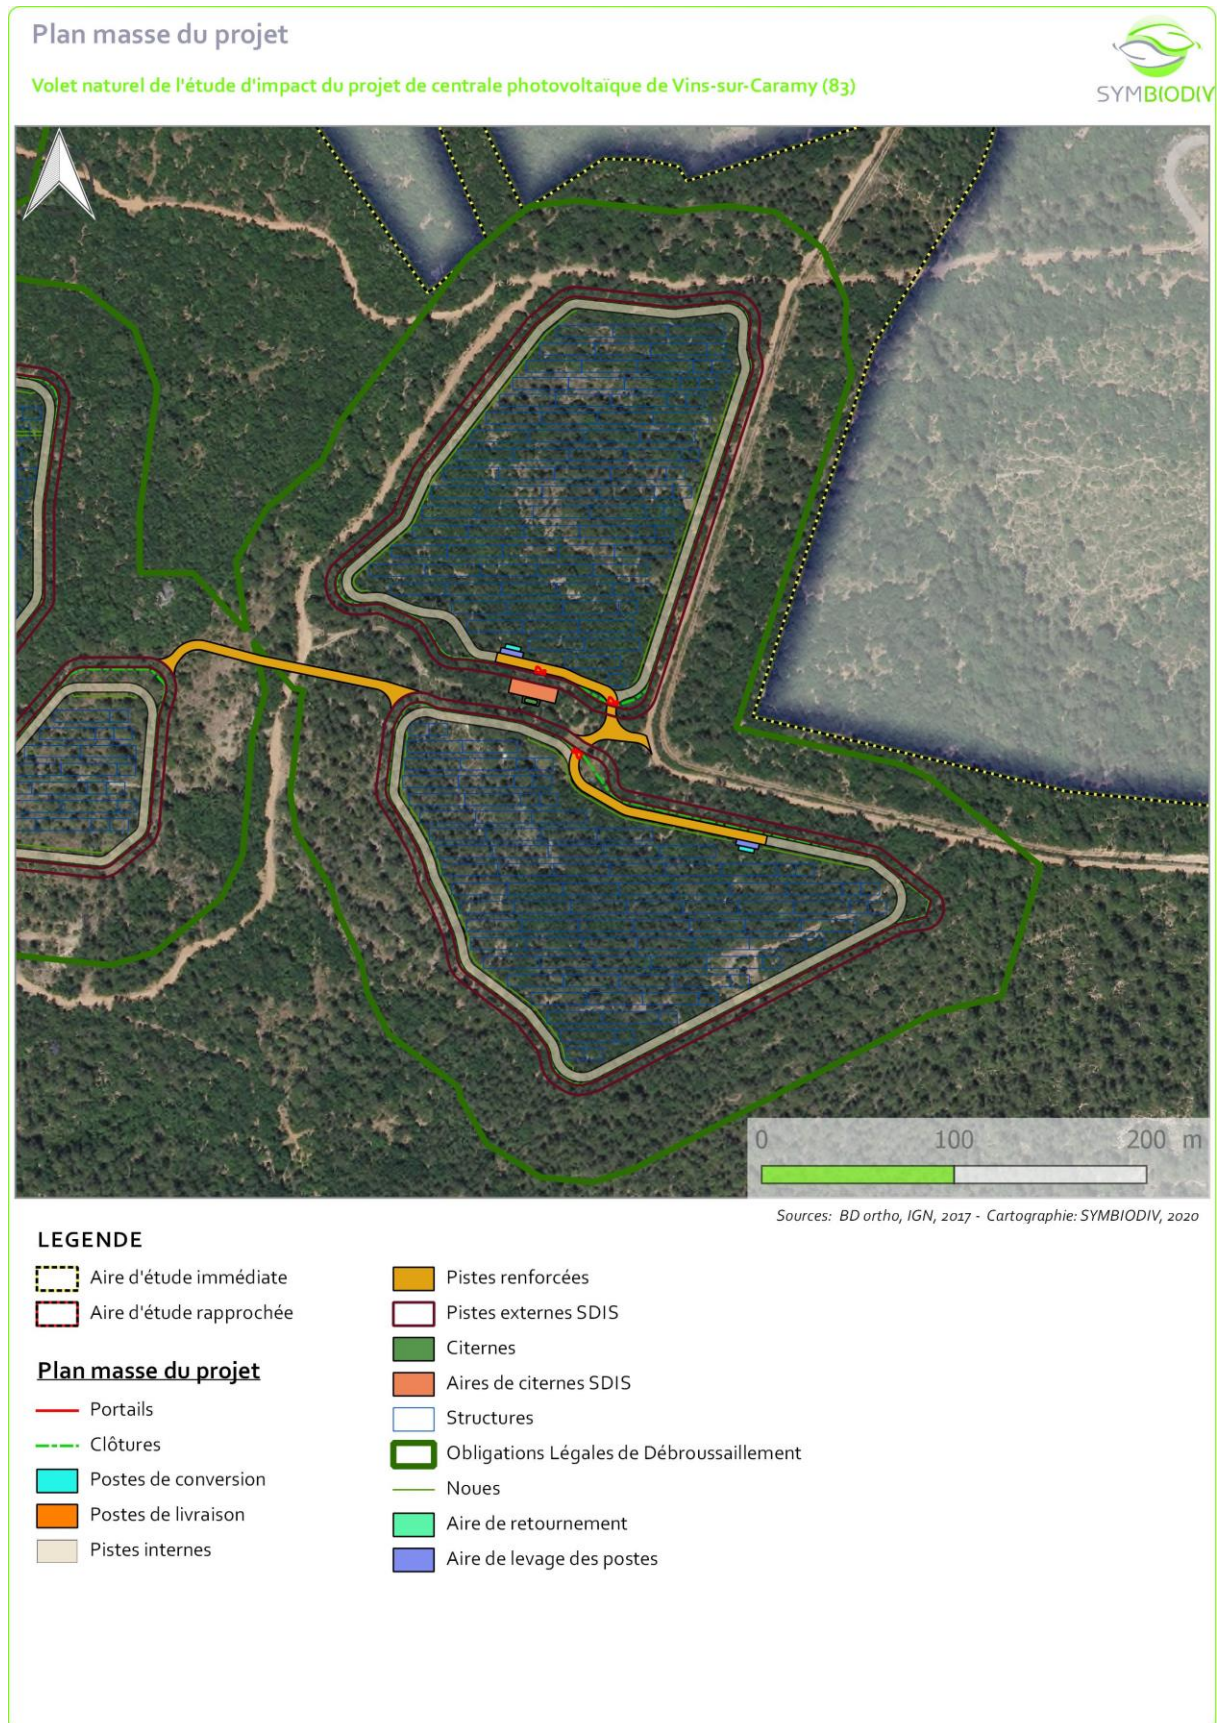 Plan masse du projet
Volet naturel de l'étude d'impact du projet de centrale photovoltaïque de Vins-sur-Caramy (83)
SYMBIODIV
0 100 200 m
Sources: BD ortho, IGN, 2017 - Cartographie: SYMBIODIV, 2020
LEGENDE
Aire d'étude immédiate
Aire d'étude rapprochée
Plan masse du projet
Portails
Clôtures
Postes de conversion
Postes de livraison
Pistes internes
Pistes renforcées
Pistes externes SDIS
Citernes
Aires de citernes SDIS
Structures
Obligations Légales de Débroussaillement
Noues
Aire de retournement
Aire de levage des postes